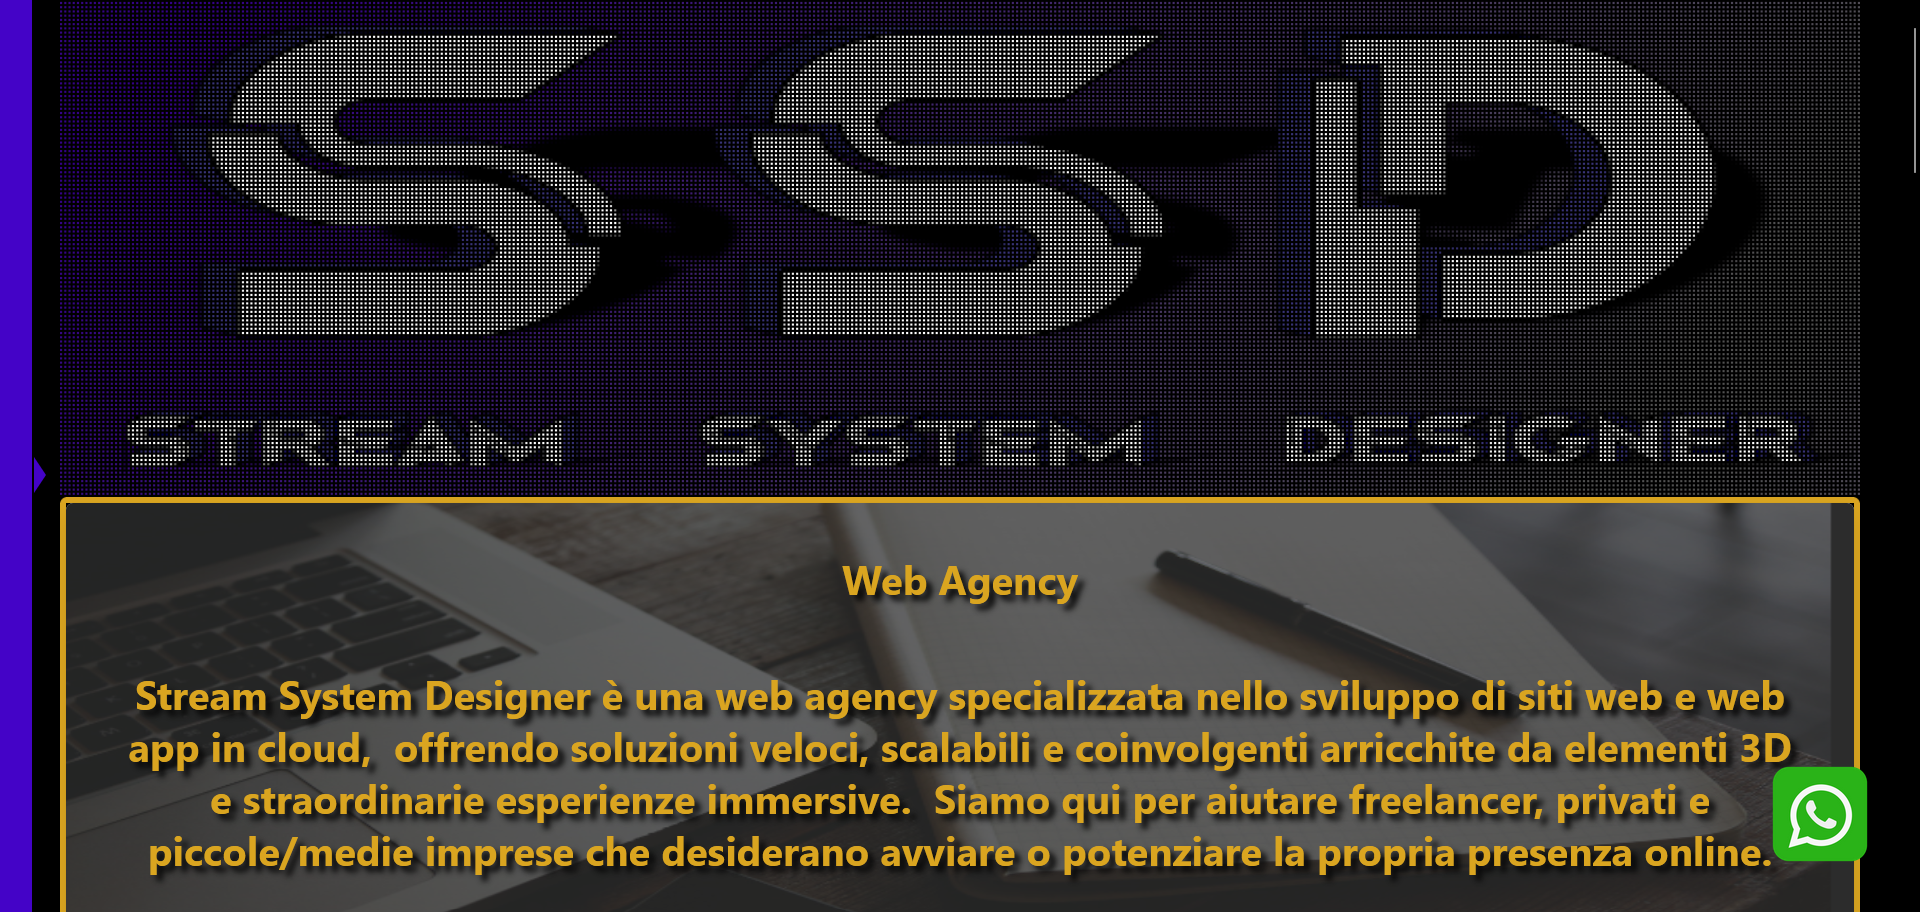 SSD
STREAM SYSTEM DESIGNER
Web Agency
Stream System Designer è una web agency specializzata nello sviluppo di siti web e web
app in cloud, offrendo soluzioni veloci, scalabili e coinvolgenti arricchite da elementi 3D
e straordinarie esperienze immersive. Siamo qui per aiutare freelancer, privati e
piccole/medie imprese che desiderano avviare o potenziare la propria presenza online.